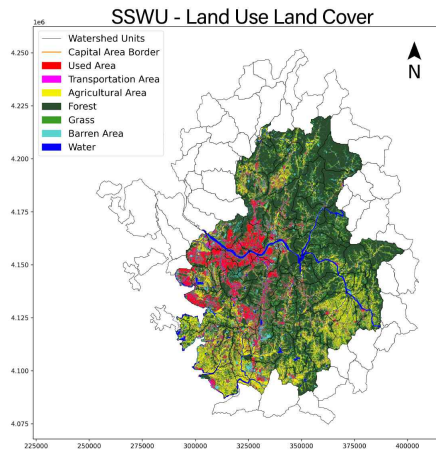 SSWU - Land Use Land Cover
1e6
Watershed Units
Capital Area Border
Used Area
Transportation Area
Agricultural Area
Forest
Grass
Barren Area
Water
N
4.250
4.225
4.200
4.175
4.150
4.125
4.100
4.075
225000 250000 275000 300000 325000 350000 375000 400000